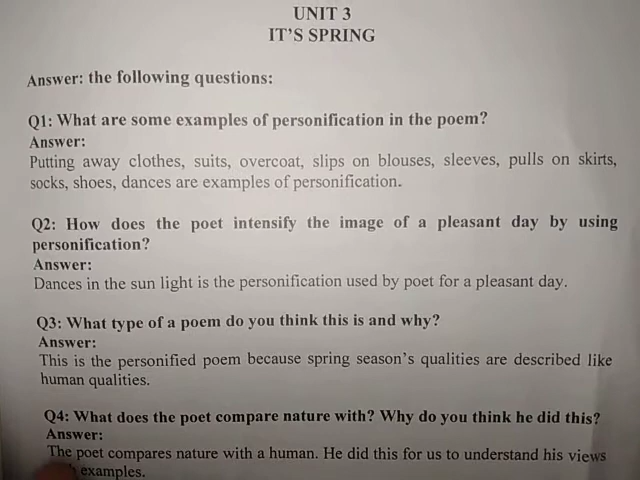 UNIT 3
IT'S SPRING
Answer: the following questions:
Q1: What are some examples of personification in the poem?
Answer:
Putting away clothes, suits, overcoat, slips on blouses, sleeves, pulls on skirts,
socks, shoes, dances are examples of personification.
Q2: How does the poet intensify the image of a pleasant day by using
personification?
Answer:
Dances in the sun light is the personification used by poet for a pleasant day.
Q3: What type of a poem do you think this is and why?
Answer:
This is the personified poem because spring season's qualities are described like
human qualities.
Q4: What does the poet compare nature with? Why do you think he did this?
Answer:
The poet compares nature with a human. He did this for us to understand his views
examples.